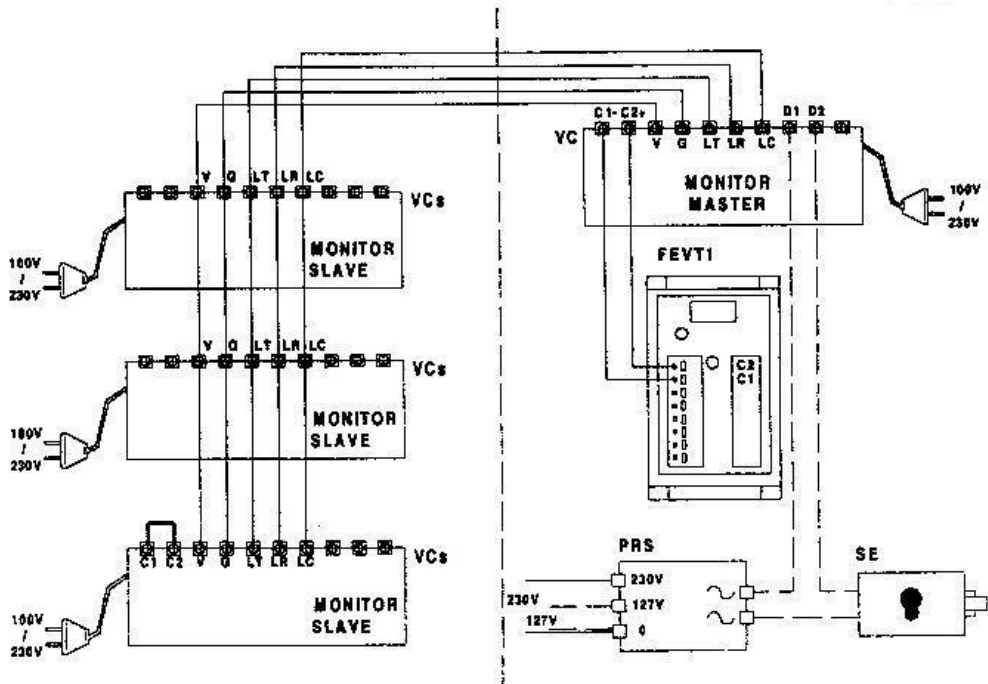 C1- C2+ V G LT LR LC D1 D2
VC
MONITOR
MASTER
100V
/
230V
V G LT LR LC
VCs
MONITOR
SLAVE
100V
/
230V
FEVT1
C2
C1
V G LT LR LC
VCs
MONITOR
SLAVE
100V
/
230V
C1 C2 V G LT LR LC
VCs
MONITOR
SLAVE
100V
/
230V
PRS
230V
127V
0
230V
127V
SE